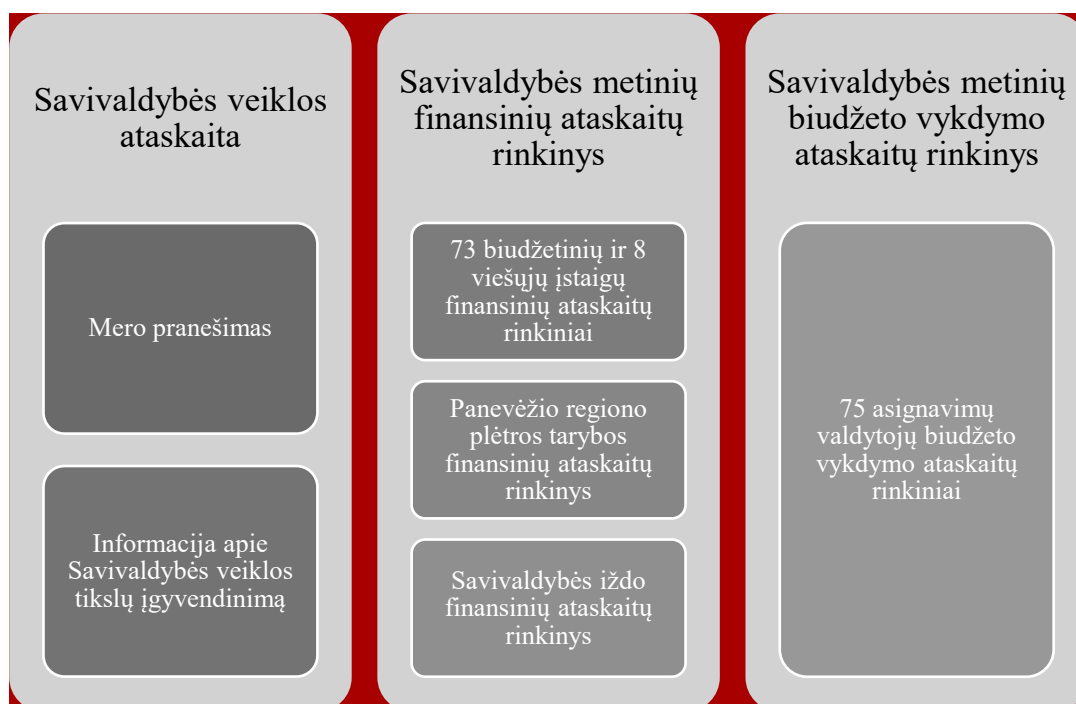 Savivaldybės veiklos
ataskaita
Mero pranešimas
Informacija apie
Savivaldybės veiklos
tikslų įgyvendinimą
Savivaldybės metinių
finansinių ataskaitų
rinkinys
73 biudžetinių ir 8
viešųjų įstaigų
finansinių ataskaitų
rinkiniai
Panevėžio regiono
plėtros tarybos
finansinių ataskaitų
rinkinys
Savivaldybės iždo
finansinių ataskaitų
rinkinys
Savivaldybės metinių
biudžeto vykdymo
ataskaitų rinkinys
75 asignavimų
valdytojų biudžeto
vykdymo ataskaitų
rinkiniai